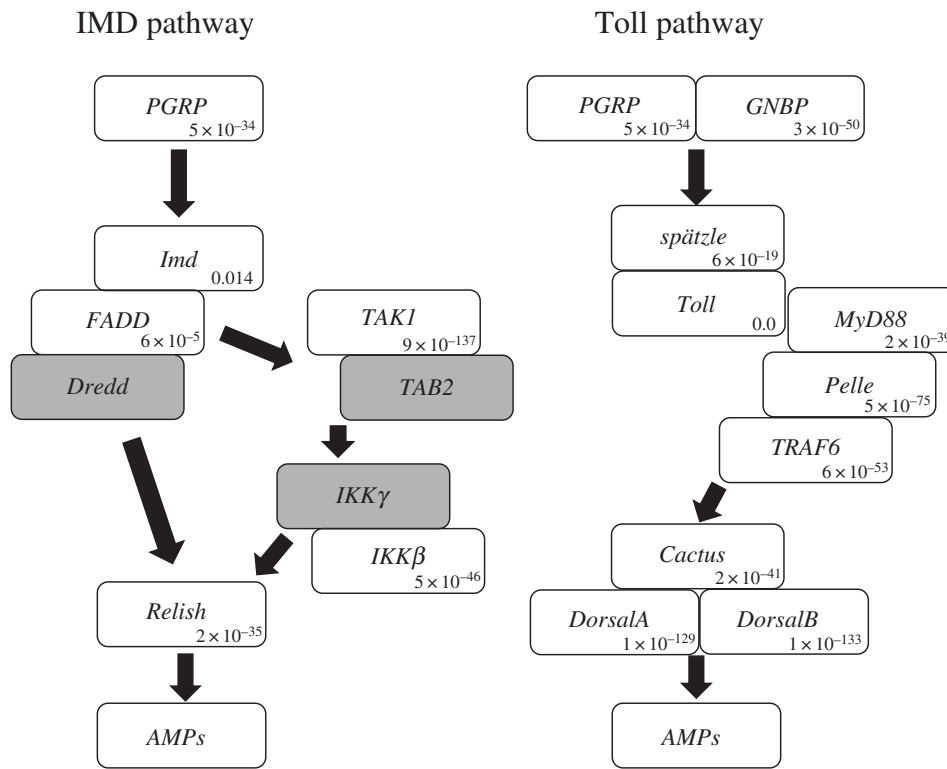 IMD pathway
PGRP
5 × 10⁻³⁴
Imd
0.014
FADD
6 × 10⁻⁵
Dredd
TAK1
9 × 10⁻¹³⁷
TAB2
IKKγ
IKKβ
5 × 10⁻⁴⁶
Relish
2 × 10⁻³⁵
AMPs
Toll pathway
PGRP
5 × 10⁻³⁴
GNBP
3 × 10⁻⁵⁰
spätzle
6 × 10⁻¹⁹
Toll
0.0
MyD88
2 × 10⁻³⁹
Pelle
5 × 10⁻⁷⁵
TRAF6
6 × 10⁻⁵³
Cactus
2 × 10⁻⁴¹
DorsalA
1 × 10⁻¹²⁹
DorsalB
1 × 10⁻¹³³
AMPs